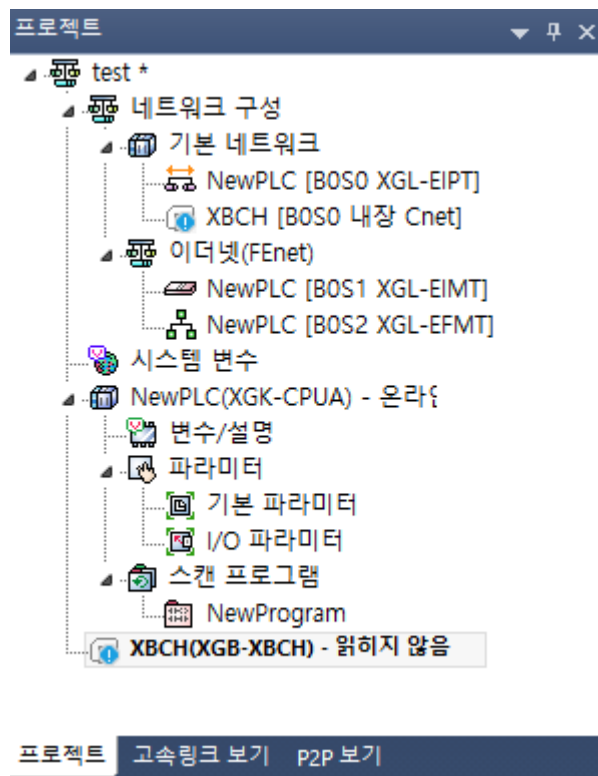 프로젝트
test *
네트워크 구성
기본 네트워크
NewPLC [B0S0 XGL-EIPT]
XBCH [B0S0 내장 Cnet]
이더넷(FEnet)
NewPLC [B0S1 XGL-EIMT]
NewPLC [B0S2 XGL-EFMT]
시스템 변수
NewPLC(XGK-CPUA) - 온라인
변수/설명
파라미터
기본 파라미터
I/O 파라미터
스캔 프로그램
NewProgram
XBCH(XGB-XBCH) - 읽히지 않음
프로젝트 고속링크 보기 P2P 보기